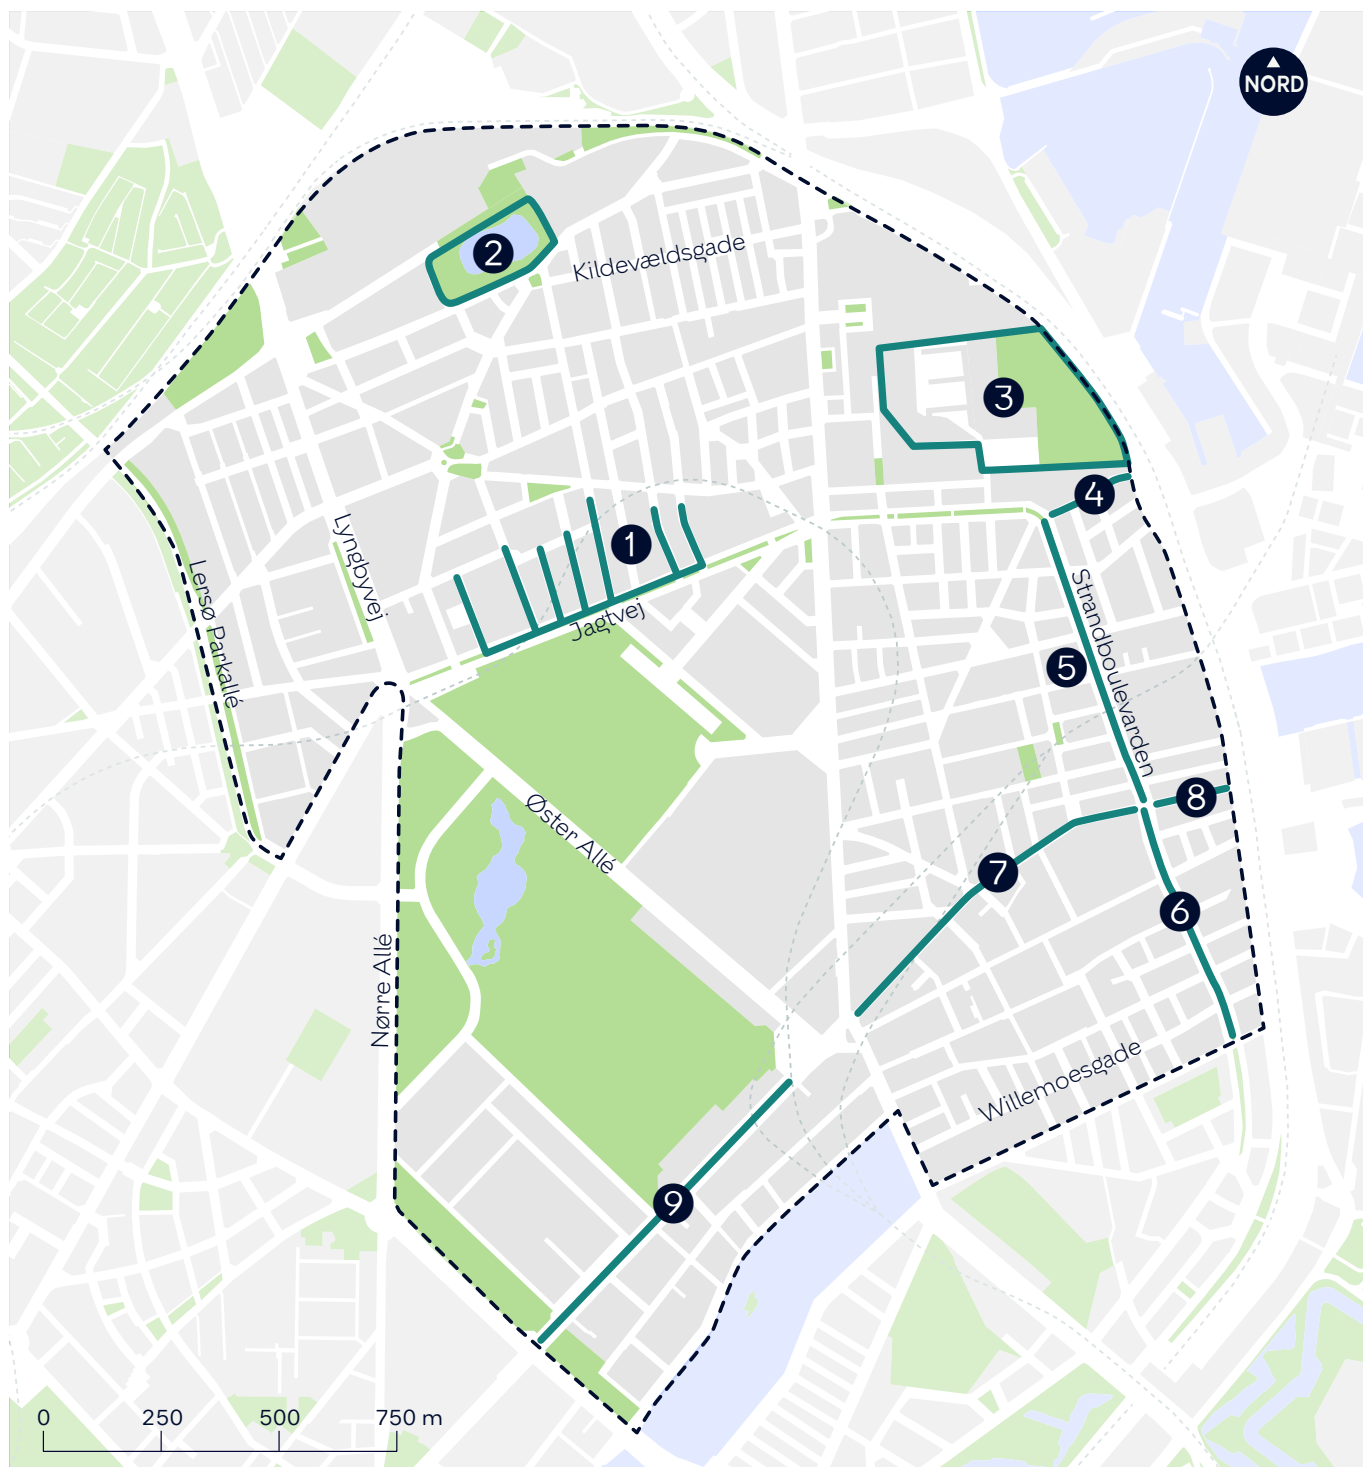 NORD
2
Kildevældsgade
3
4
1
Lyngbyvej
Lersø Parkallé
Jagtvej
Strandboulevarden
5
8
Øster Allé
7
6
Nørre Allé
Willemoesgade
9
0 250 500 750 m